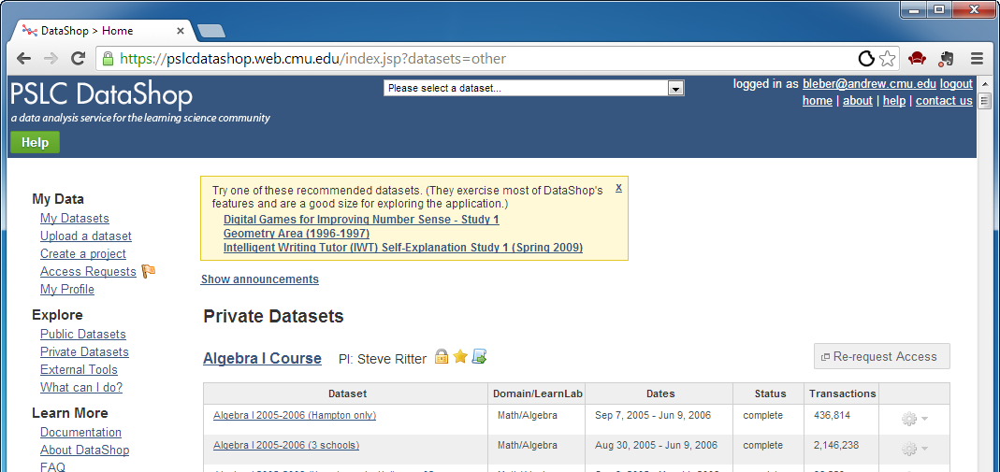 DataShop > Home
https://pslcdatashop.web.cmu.edu/index.jsp?datasets=other
PSLC DataShop
a data analysis service for the learning science community
Please select a dataset...
logged in as bleber@andrew.cmu.edu logout
home | about | help | contact us
Help
My Data
My Datasets
Upload a dataset
Create a project
Access Requests
My Profile
Explore
Public Datasets
Private Datasets
External Tools
What can I do?
Learn More
Documentation
About DataShop
FAQ
Try one of these recommended datasets. (They exercise most of DataShop's
features and are a good size for exploring the application.)
x
Digital Games for Improving Number Sense - Study 1
Geometry Area (1996-1997)
Intelligent Writing Tutor (IWT) Self-Explanation Study 1 (Spring 2009)
Show announcements
Private Datasets
Algebra I Course PI: Steve Ritter
Re-request Access
Dataset Domain/LearnLab Dates Status Transactions
Algebra I 2005-2006 (Hampton only) Math/Algebra Sep 7, 2005 - Jun 9, 2006 complete 436,814
Algebra I 2005-2006 (3 schools) Math/Algebra Aug 30, 2005 - Jun 9, 2006 complete 2,146,238